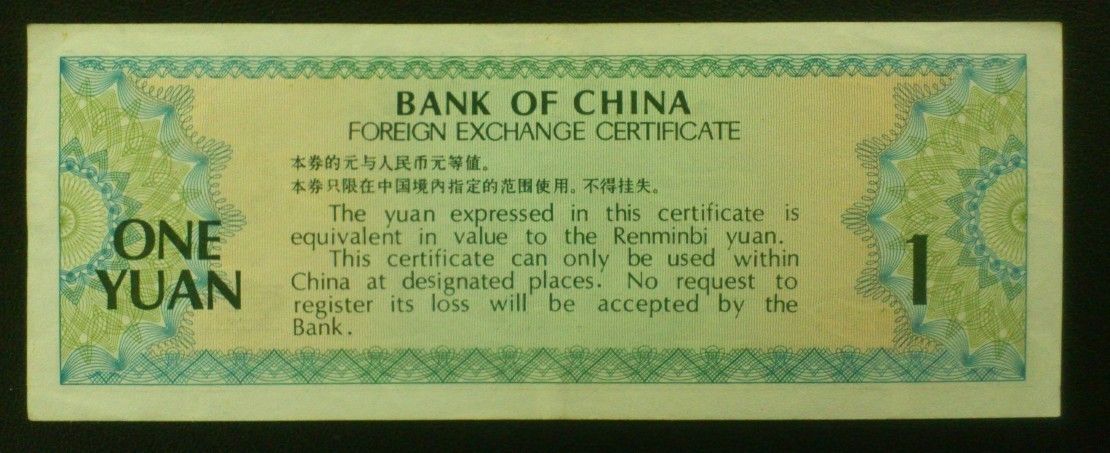 BANK OF CHINA
FOREIGN EXCHANGE CERTIFICATE
本券的元与人民币元等值。
本券只限在中国境内指定的范围使用。不得挂失。
The yuan expressed in this certificate is
equivalent in value to the Renminbi yuan.
This certificate can only be used within
China at designated places. No request to
register its loss will be accepted by the
Bank.
ONE
YUAN
1